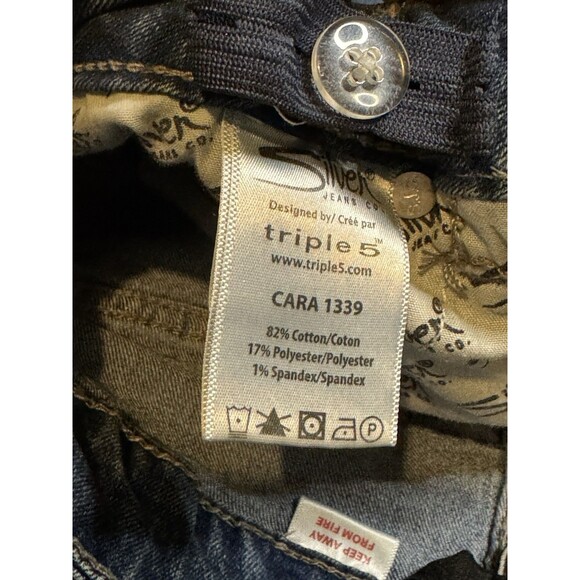 Silver®
JEANS CO.
Designed by/ Créé par
triple5™
www.triple5.com
CARA 1339
82% Cotton/Coton
17% Polyester/Polyester
1% Spandex/Spandex
P
KEEP AWAY
FROM FIRE